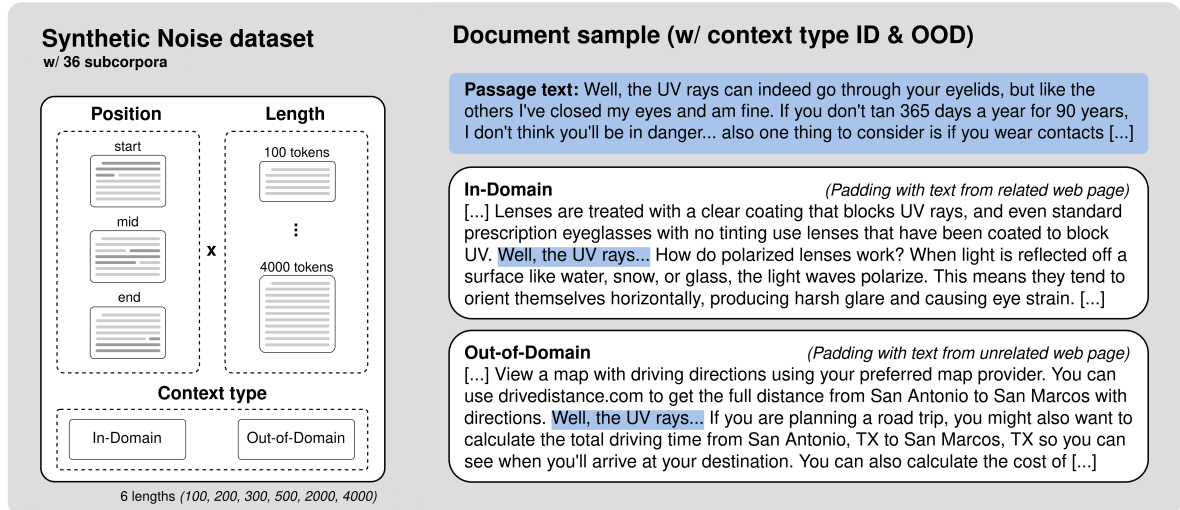 Synthetic Noise dataset
w/ 36 subcorpora
Position
Length
start
mid
end
x
100 tokens
⋮
4000 tokens
Context type
In-Domain
Out-of-Domain
6 lengths (100, 200, 300, 500, 2000, 4000)
Document sample (w/ context type ID & OOD)
Passage text: Well, the UV rays can indeed go through your eyelids, but like the
others I've closed my eyes and am fine. If you don't tan 365 days a year for 90 years,
I don't think you'll be in danger... also one thing to consider is if you wear contacts [...]
In-Domain
(Padding with text from related web page)
[...] Lenses are treated with a clear coating that blocks UV rays, and even standard
prescription eyeglasses with no tinting use lenses that have been coated to block
UV. Well, the UV rays... How do polarized lenses work? When light is reflected off a
surface like water, snow, or glass, the light waves polarize. This means they tend to
orient themselves horizontally, producing harsh glare and causing eye strain. [...]
Out-of-Domain
(Padding with text from unrelated web page)
[...] View a map with driving directions using your preferred map provider. You can
use drivedistance.com to get the full distance from San Antonio to San Marcos with
directions. Well, the UV rays... If you are planning a road trip, you might also want to
calculate the total driving time from San Antonio, TX to San Marcos, TX so you can
see when you'll arrive at your destination. You can also calculate the cost of [...]